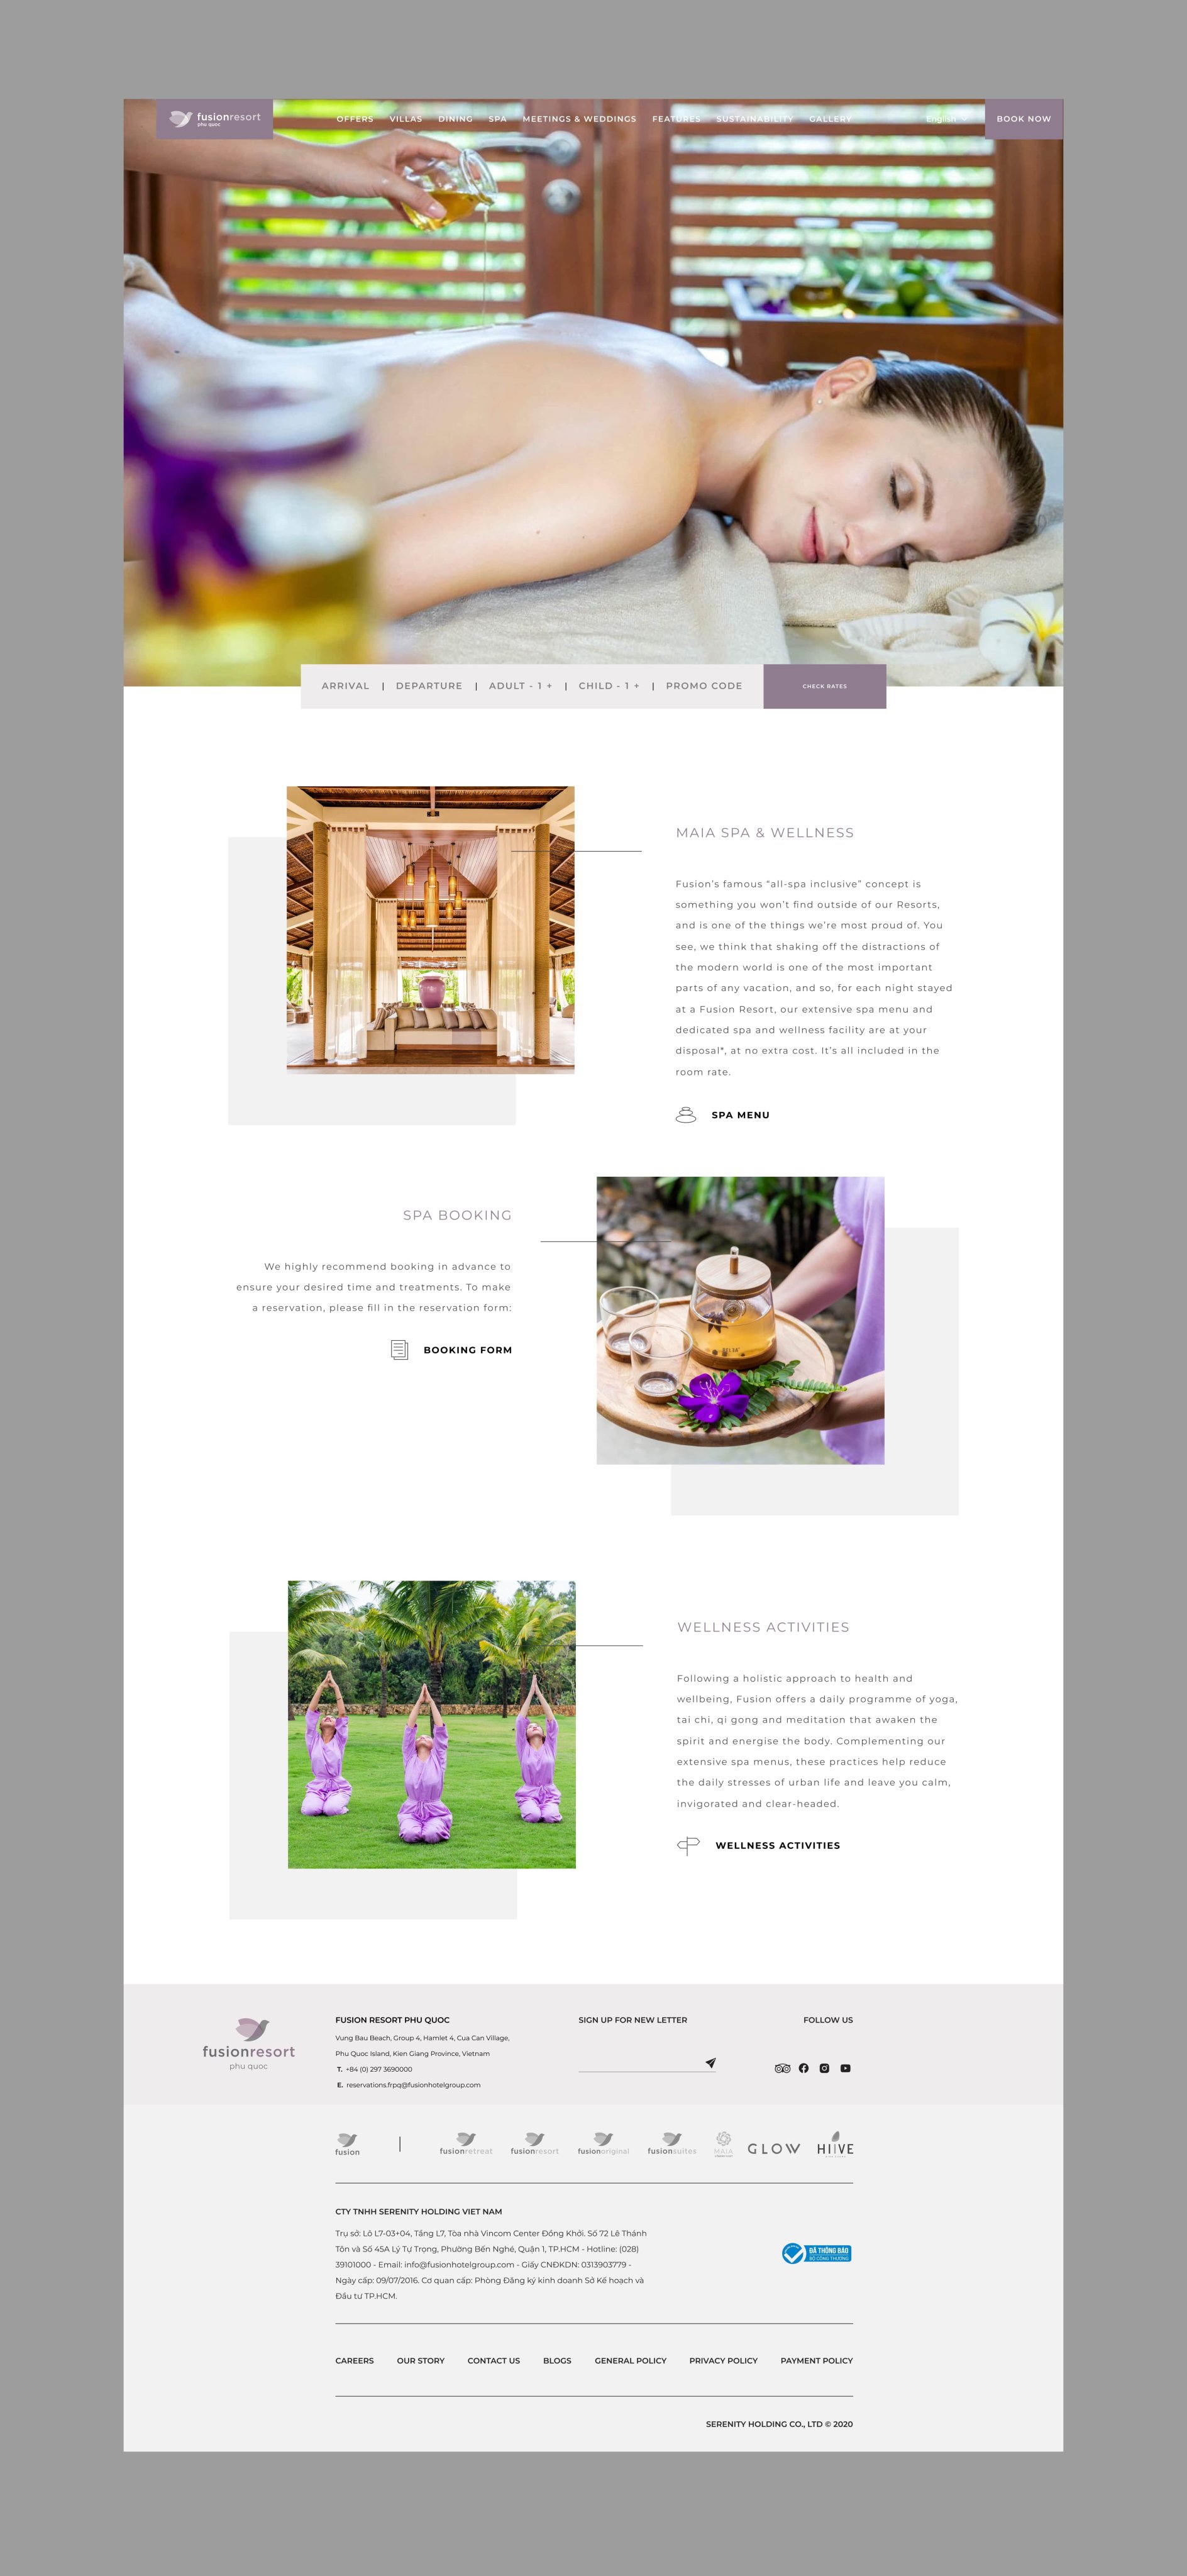 fusionresort
phu quoc
OFFERS VILLAS DINING SPA MEETINGS & WEDDINGS FEATURES SUSTAINABILITY GALLERY
English
BOOK NOW
ARRIVAL | DEPARTURE | ADULT - 1 + | CHILD - 1 + | PROMO CODE
CHECK RATES
MAIA SPA & WELLNESS
Fusion’s famous “all-spa inclusive” concept is
something you won’t find outside of our Resorts,
and is one of the things we’re most proud of. You
see, we think that shaking off the distractions of
the modern world is one of the most important
parts of any vacation, and so, for each night stayed
at a Fusion Resort, our extensive spa menu and
dedicated spa and wellness facility are at your
disposal*, at no extra cost. It’s all included in the
room rate.
SPA MENU
SPA BOOKING
We highly recommend booking in advance to
ensure your desired time and treatments. To make
a reservation, please fill in the reservation form:
BOOKING FORM
RELAX
WELLNESS ACTIVITIES
Following a holistic approach to health and
wellbeing, Fusion offers a daily programme of yoga,
tai chi, qi gong and meditation that awaken the
spirit and energise the body. Complementing our
extensive spa menus, these practices help reduce
the daily stresses of urban life and leave you calm,
invigorated and clear-headed.
WELLNESS ACTIVITIES
fusionresort
phu quoc
FUSION RESORT PHU QUOC
Vung Bau Beach, Group 4, Hamlet 4, Cua Can Village,
Phu Quoc Island, Kien Giang Province, Vietnam
T. +84 (0) 297 3690000
E. reservations.frpq@fusionhotelgroup.com
SIGN UP FOR NEW LETTER
FOLLOW US
fusion
fusionretreat
fusionresort
fusionoriginal
fusionsuites
MAIA
GLOW
HIIVE
CTY TNHH SERENITY HOLDING VIET NAM
Trụ sở: Lô L7-03+04, Tầng L7, Tòa nhà Vincom Center Đồng Khởi. Số 72 Lê Thánh
Tôn và Số 45A Lý Tự Trọng, Phường Bến Nghé, Quận 1, TP.HCM - Hotline: (028)
39101000 - Email: info@fusionhotelgroup.com - Giấy CNĐKDN: 0313903779 -
Ngày cấp: 09/07/2016. Cơ quan cấp: Phòng Đăng ký kinh doanh Sở Kế hoạch và
Đầu tư TP.HCM.
ĐÃ THÔNG BÁO
BỘ CÔNG THƯƠNG
CAREERS OUR STORY CONTACT US BLOGS GENERAL POLICY PRIVACY POLICY PAYMENT POLICY
SERENITY HOLDING CO., LTD © 2020